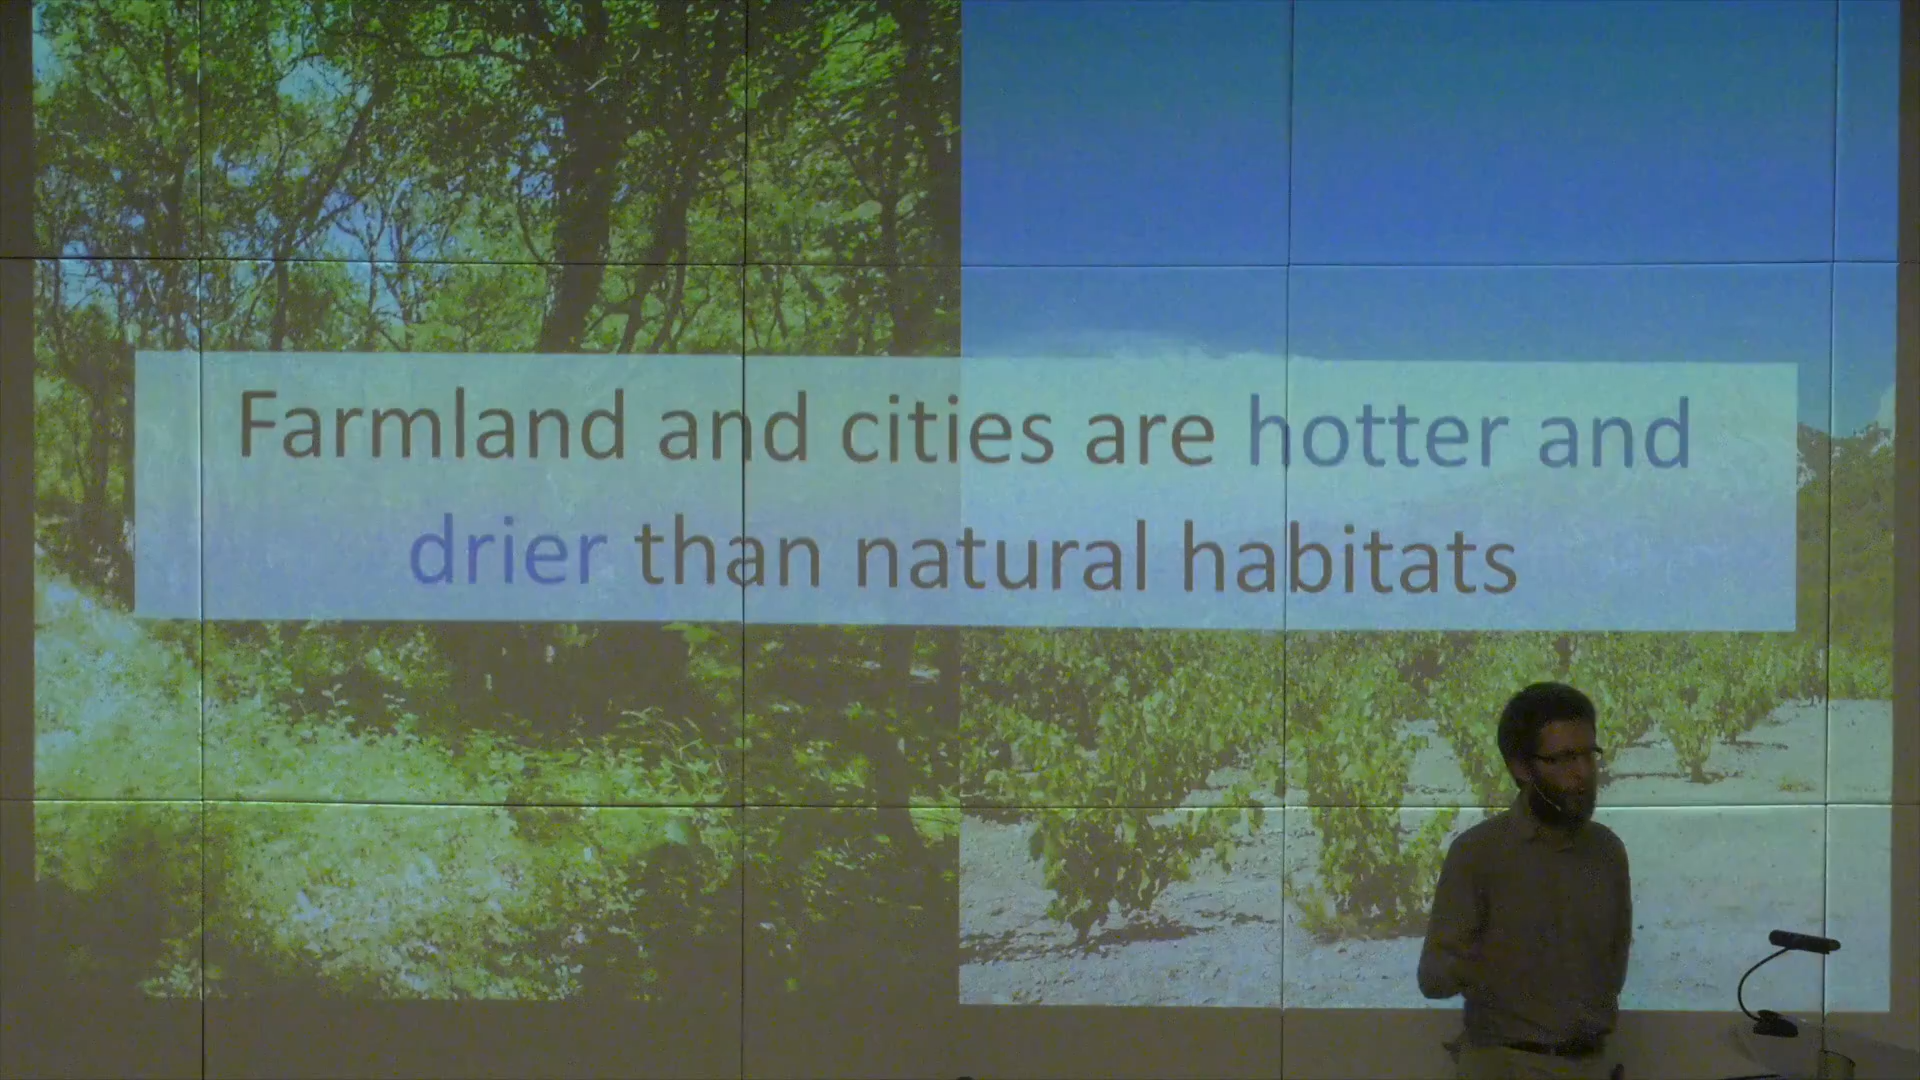 Farmland and cities are hotter and
drier than natural habitats